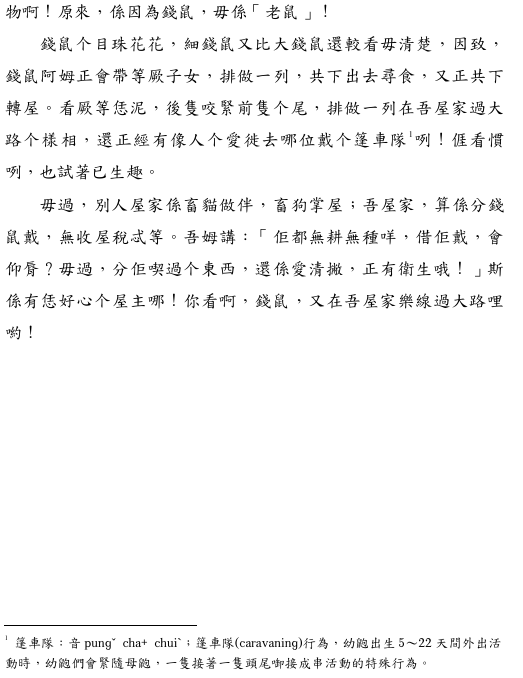 物啊！原來，係因為錢鼠，毋係「老鼠」！
錢鼠个目珠花花，細錢鼠又比大錢鼠還較看毋清楚，因致，
錢鼠阿姆正會帶等厥子女，排做一列，共下出去尋食，又正共下
轉屋。看厥等恁泥，後隻咬緊前隻个尾，排做一列在吾屋家過大
路个樣相，還正經有像人个愛徙去哪位戴个篷車隊1咧！𠊎看慣
咧，也試著已生趣。
毋過，別人屋家係畜貓做伴，畜狗掌屋；吾屋家，算係分錢
鼠戴，無收屋稅忒等。吾姆講：「佢都無耕無種咩，借佢戴，會
仰脣？毋過，分佢喫過个東西，還係愛清撇，正有衛生哦！」斯
係有恁好心个屋主哪！你看啊，錢鼠，又在吾屋家樂線過大路哩
喲！
1 篷車隊：音 pungˇ cha+ chuiˋ；篷車隊(caravaning)行為，幼鼩出生 5～22 天間外出活
動時，幼鼩們會緊隨母鼩，一隻接著一隻頭尾啣接成串活動的特殊行為。